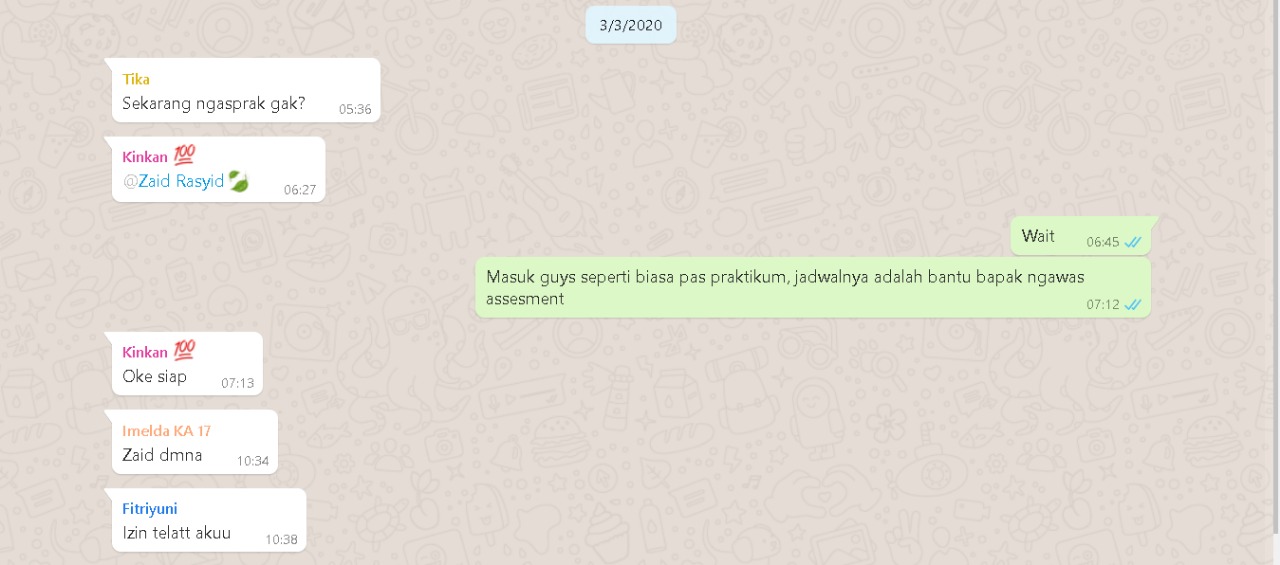 3/3/2020
Tika
Sekarang ngasprak gak?
05:36
Kinkan 💯
@Zaid Rasyid
06:27
Wait
06:45
Masuk guys seperti biasa pas praktikum, jadwalnya adalah bantu bapak ngawas
assesment
07:12
Kinkan 💯
Oke siap
07:13
Imelda KA 17
Zaid dmna
10:34
Fitriyuni
Izin telatt akuu
10:38